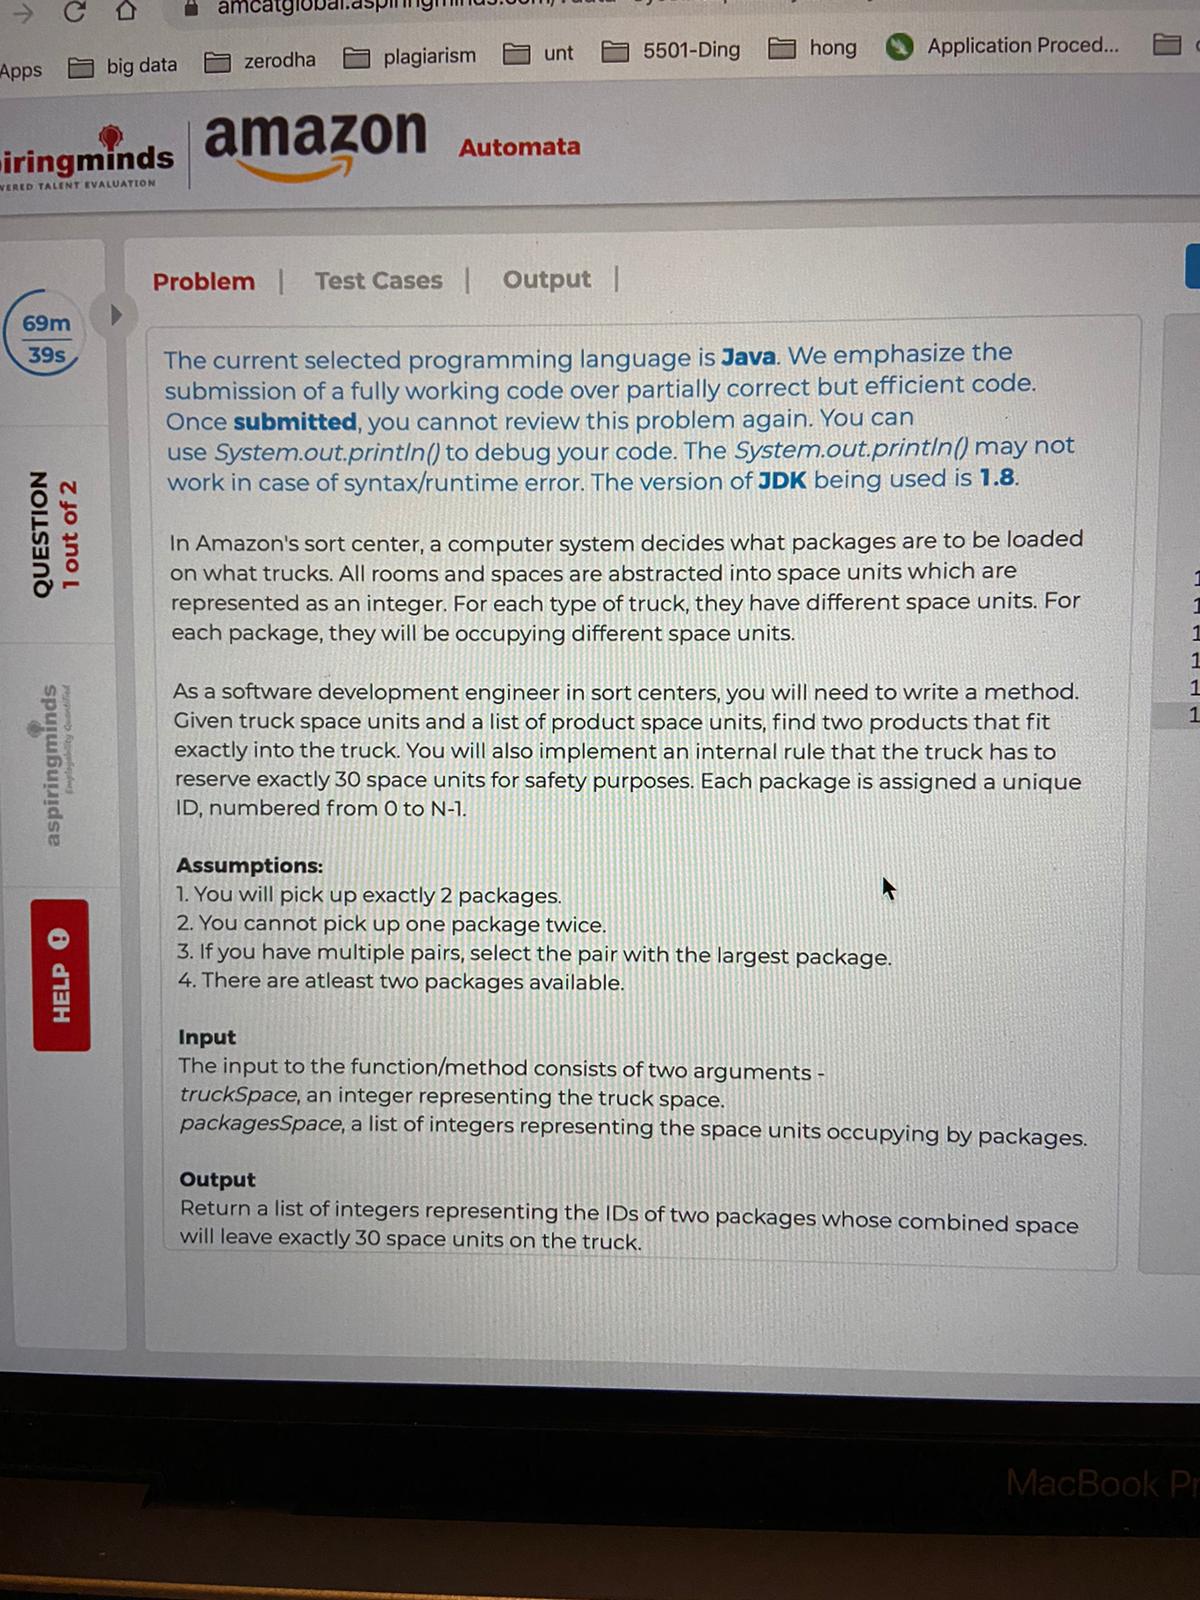 Apps big data zerodha plagiarism unt 5501-Ding hong Application Proced...
iringminds amazon Automata
VERED TALENT EVALUATION
Problem | Test Cases | Output |
69m
39s
QUESTION
1 out of 2
aspiringminds
Employability Quantified
HELP
The current selected programming language is Java. We emphasize the
submission of a fully working code over partially correct but efficient code.
Once submitted, you cannot review this problem again. You can
use System.out.println() to debug your code. The System.out.println() may not
work in case of syntax/runtime error. The version of JDK being used is 1.8.
In Amazon's sort center, a computer system decides what packages are to be loaded
on what trucks. All rooms and spaces are abstracted into space units which are
represented as an integer. For each type of truck, they have different space units. For
each package, they will be occupying different space units.
As a software development engineer in sort centers, you will need to write a method.
Given truck space units and a list of product space units, find two products that fit
exactly into the truck. You will also implement an internal rule that the truck has to
reserve exactly 30 space units for safety purposes. Each package is assigned a unique
ID, numbered from 0 to N-1.
Assumptions:
1. You will pick up exactly 2 packages.
2. You cannot pick up one package twice.
3. If you have multiple pairs, select the pair with the largest package.
4. There are atleast two packages available.
Input
The input to the function/method consists of two arguments -
truckSpace, an integer representing the truck space.
packagesSpace, a list of integers representing the space units occupying by packages.
Output
Return a list of integers representing the IDs of two packages whose combined space
will leave exactly 30 space units on the truck.
MacBook Pr